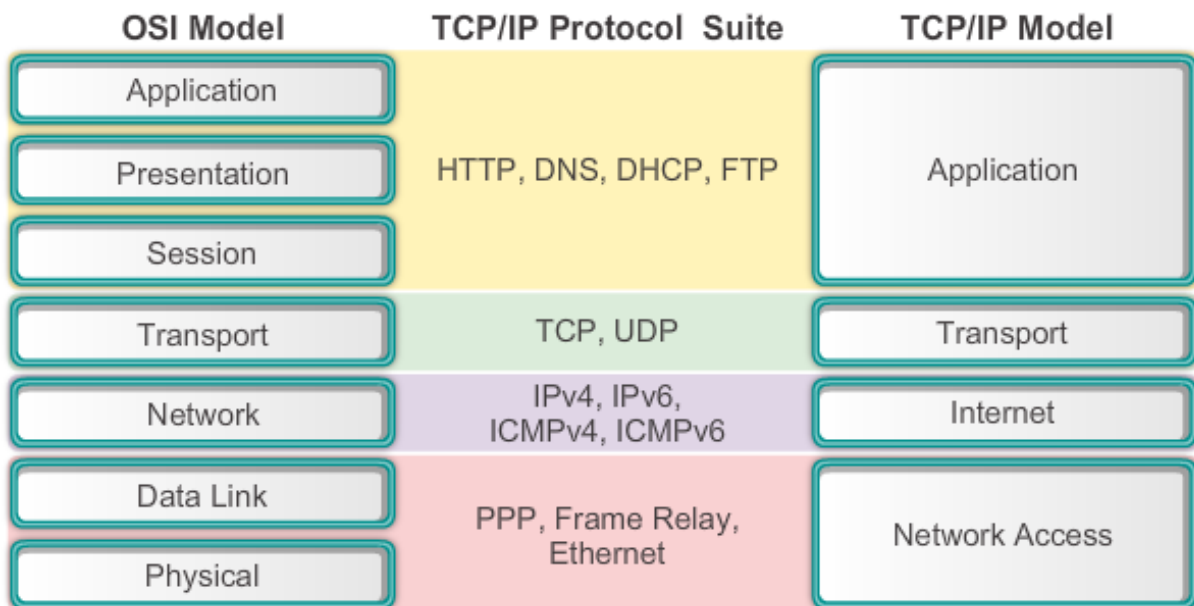 OSI Model
TCP/IP Protocol Suite
TCP/IP Model
Application
Presentation
Session
HTTP, DNS, DHCP, FTP
Application
Transport
TCP, UDP
Transport
Network
IPv4, IPv6,
ICMPv4, ICMPv6
Internet
Data Link
Physical
PPP, Frame Relay,
Ethernet
Network Access